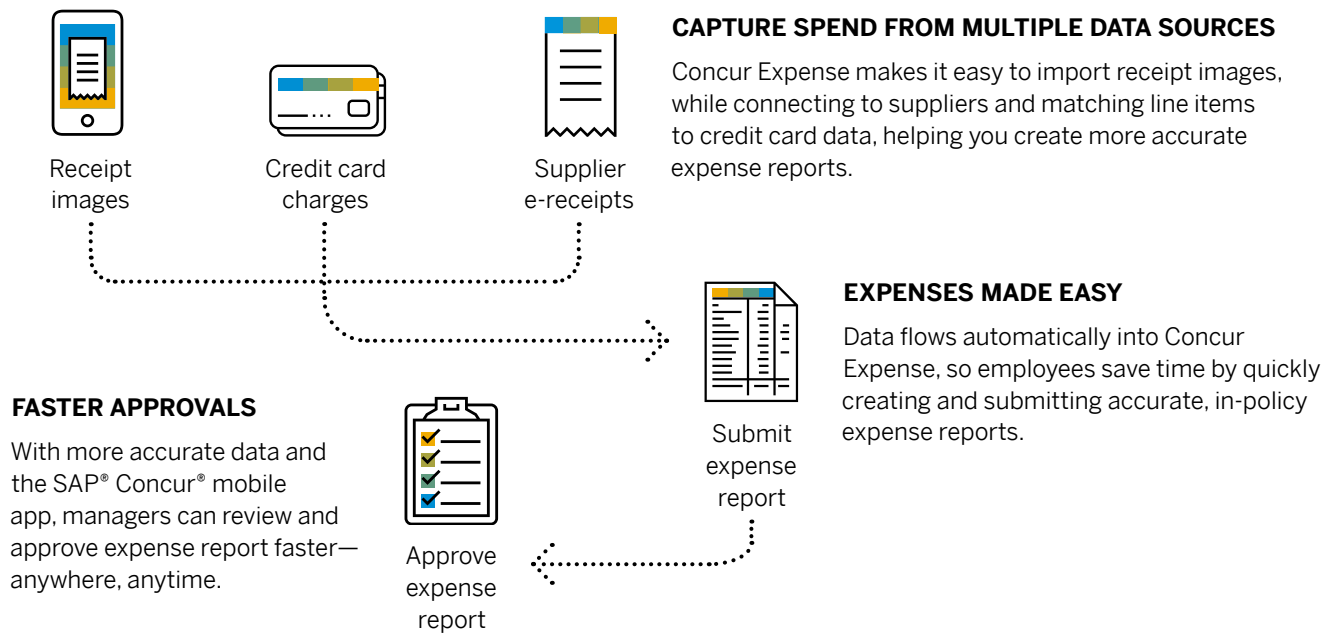 CAPTURE SPEND FROM MULTIPLE DATA SOURCES
Concur Expense makes it easy to import receipt images,
while connecting to suppliers and matching line items
to credit card data, helping you create more accurate
expense reports.
Receipt
images
Credit card
charges
Supplier
e-receipts
EXPENSES MADE EASY
Data flows automatically into Concur
Expense, so employees save time by quickly
creating and submitting accurate, in-policy
expense reports.
Submit
expense
report
FASTER APPROVALS
With more accurate data and
the SAP® Concur® mobile
app, managers can review and
approve expense report faster—
anywhere, anytime.
Approve
expense
report